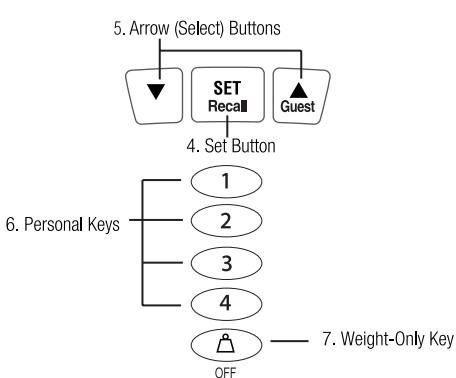 5. Arrow (Select) Buttons
SET
Recall
Guest
4. Set Button
1
6. Personal Keys
2
3
4
7. Weight-Only Key
OFF